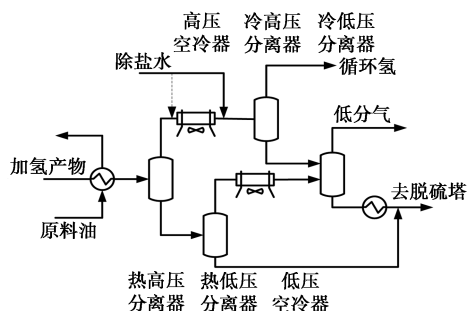 高压
空冷器
冷高压
分离器
冷低压
分离器
除盐水
循环氢
低分气
加氢产物
去脱硫塔
原料油
热高压
分离器
热低压
分离器
低压
空冷器